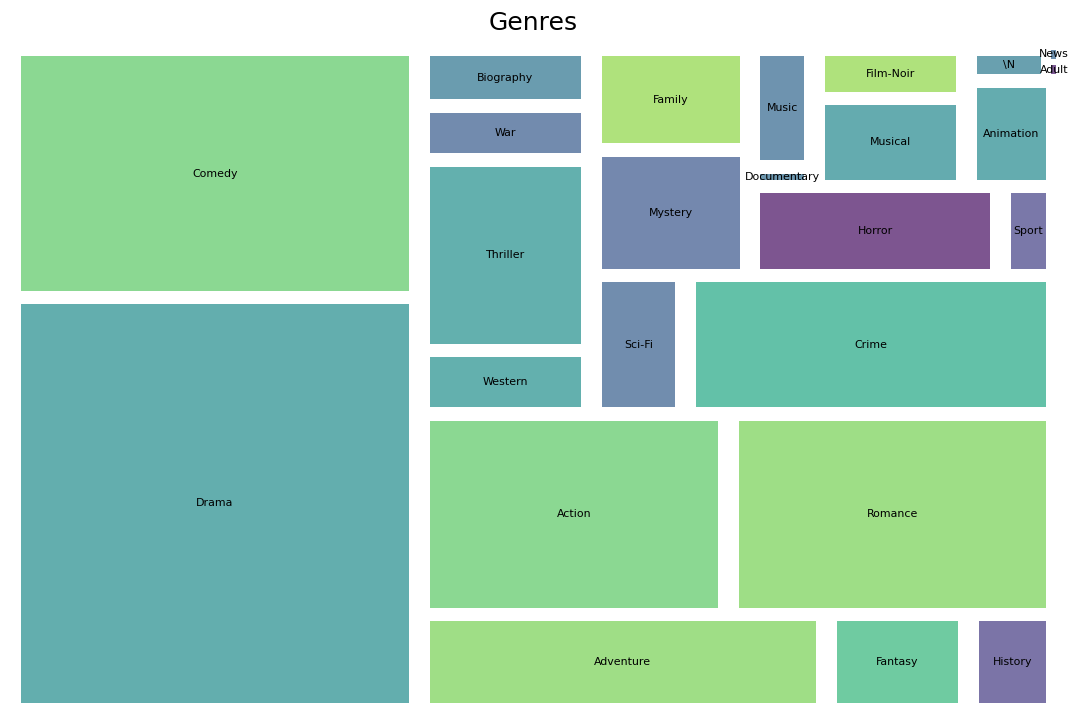 Genres
Comedy
Drama
Biography
War
Thriller
Western
Family
Mystery
Music
Documentary
Film-Noir
Musical
\N
News
Adult
Animation
Horror
Sport
Sci-Fi
Crime
Action
Romance
Adventure
Fantasy
History